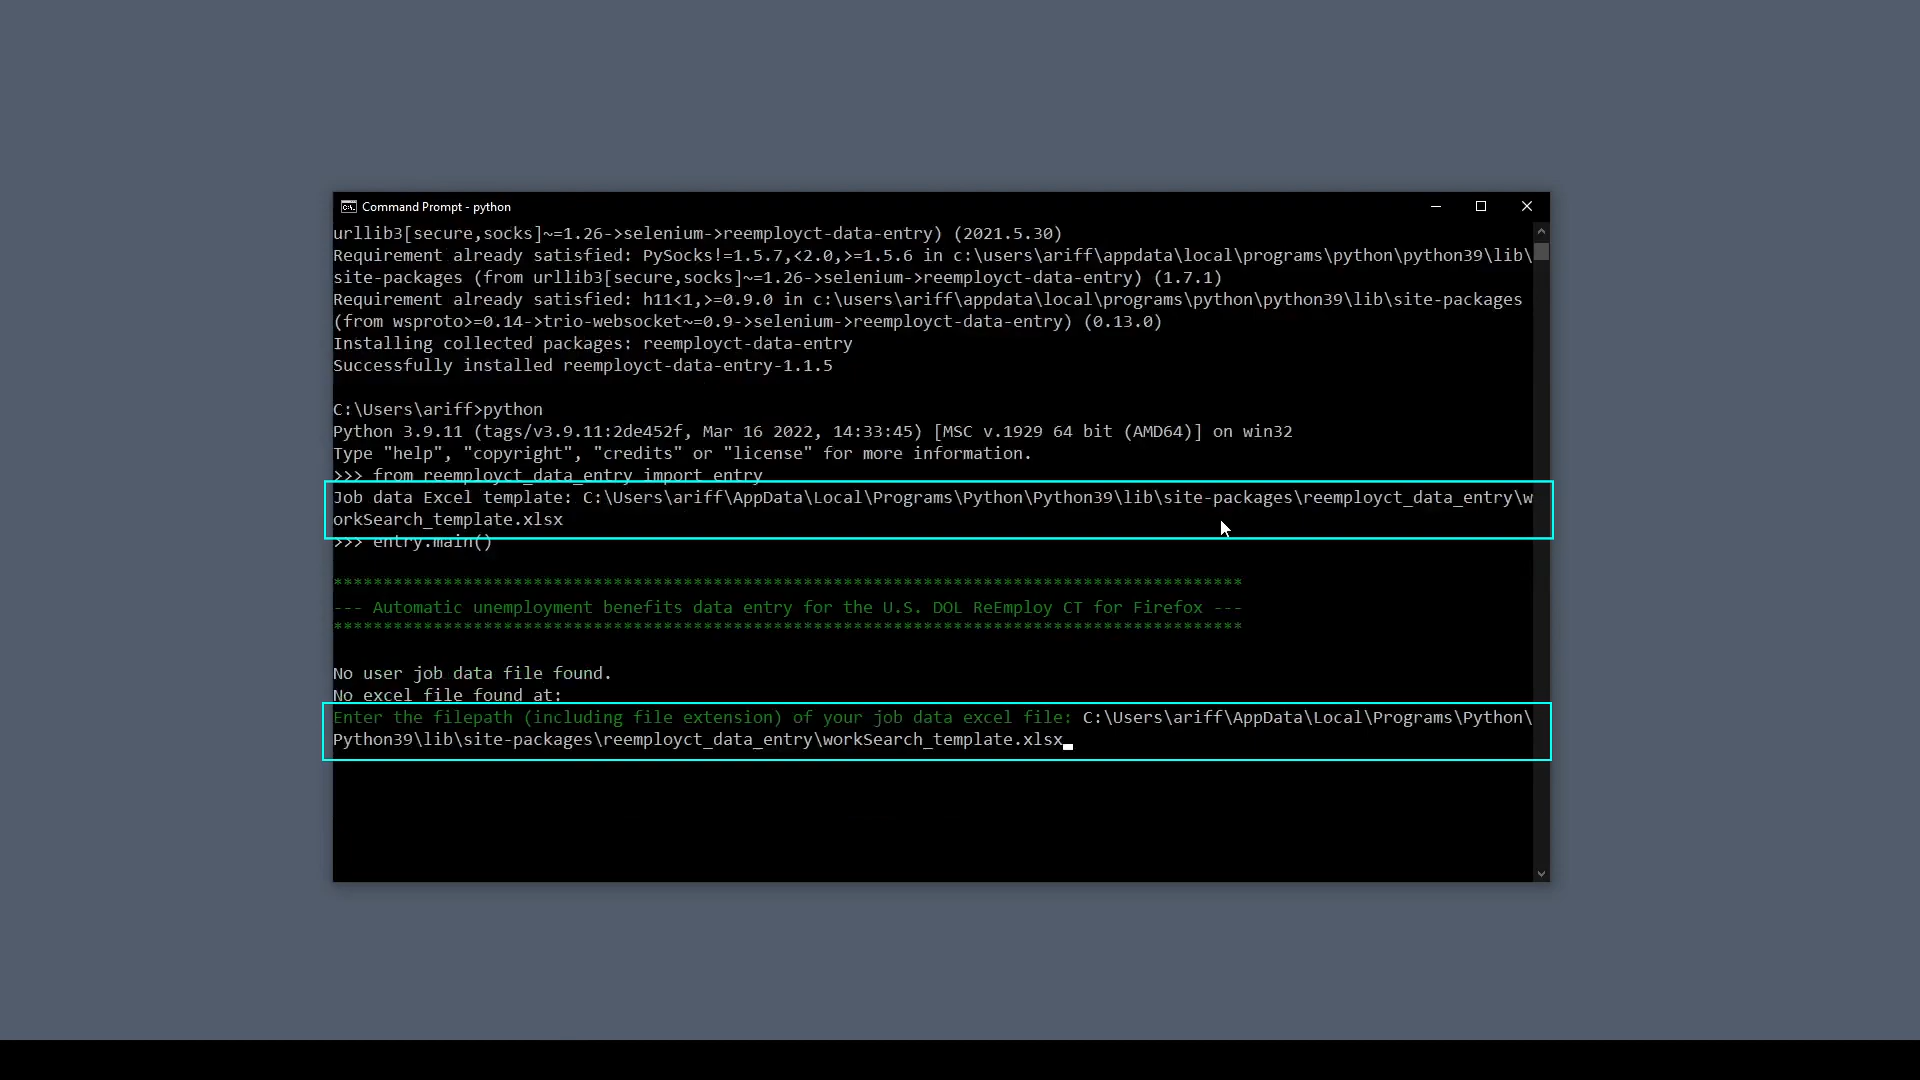 Command Prompt - python
urllib3[secure,socks]~=1.26->selenium->reemployct-data-entry) (2021.5.30)
Requirement already satisfied: PySocks!=1.5.7,<2.0,>=1.5.6 in c:\users\ariff\appdata\local\programs\python\python39\lib\
site-packages (from urllib3[secure,socks]~=1.26->selenium->reemployct-data-entry) (1.7.1)
Requirement already satisfied: h11<1,>=0.9.0 in c:\users\ariff\appdata\local\programs\python\python39\lib\site-packages
(from wsproto>=0.14->trio-websocket~=0.9->selenium->reemployct-data-entry) (0.13.0)
Installing collected packages: reemployct-data-entry
Successfully installed reemployct-data-entry-1.1.5
C:\Users\ariff>python
Python 3.9.11 (tags/v3.9.11:2de452f, Mar 16 2022, 14:33:45) [MSC v.1929 64 bit (AMD64)] on win32
Type "help", "copyright", "credits" or "license" for more information.
>>> from reemployct_data_entry import entry
Job data Excel template: C:\Users\ariff\AppData\Local\Programs\Python\Python39\lib\site-packages\reemployct_data_entry\w
orkSearch_template.xlsx
>>> entry.main()
*******************************************************************************************
--- Automatic unemployment benefits data entry for the U.S. DOL ReEmploy CT for Firefox ---
*******************************************************************************************
No user job data file found.
No excel file found at:
Enter the filepath (including file extension) of your job data excel file: C:\Users\ariff\AppData\Local\Programs\Python\
Python39\lib\site-packages\reemployct_data_entry\workSearch_template.xlsx